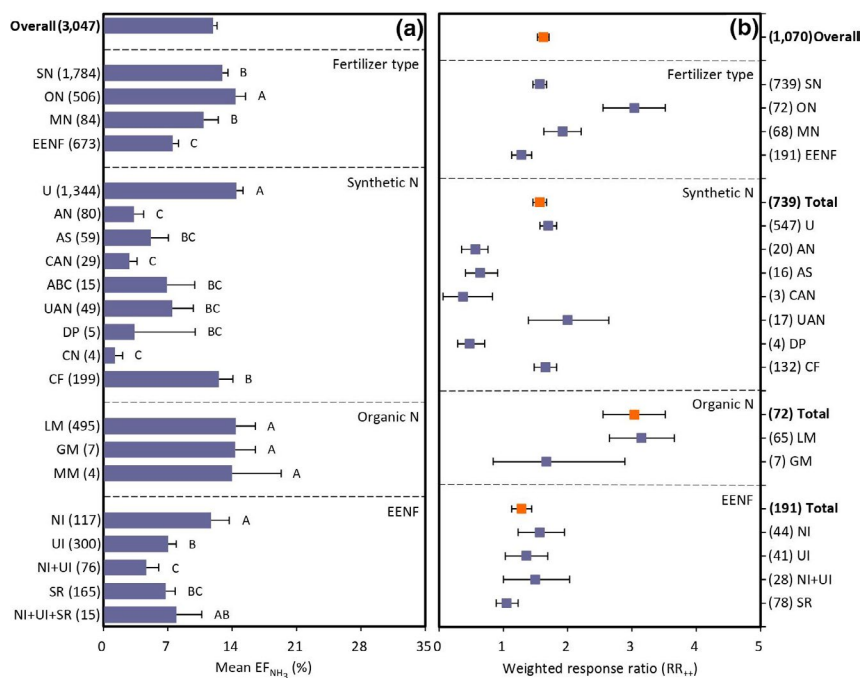 (a)
Overall (3,047)
Fertilizer type
SN (1,784) B
ON (506) A
MN (84) B
EENF (673) C
Synthetic N
U (1,344) A
AN (80) C
AS (59) BC
CAN (29) C
ABC (15) BC
UAN (49) BC
DP (5) BC
CN (4) C
CF (199) B
Organic N
LM (495) A
GM (7) A
MM (4) A
EENF
NI (117) A
UI (300) B
NI+UI (76) C
SR (165) BC
NI+UI+SR (15) AB
0 7 14 21 28 35
Mean EF_NH₃ (%)
(b)
(1,070)Overall
Fertilizer type
(739) SN
(72) ON
(68) MN
(191) EENF
Synthetic N
(739) Total
(547) U
(20) AN
(16) AS
(3) CAN
(17) UAN
(4) DP
(132) CF
Organic N
(72) Total
(65) LM
(7) GM
EENF
(191) Total
(44) NI
(41) UI
(28) NI+UI
(78) SR
0 1 2 3 4 5
Weighted response ratio (RR₊₊)